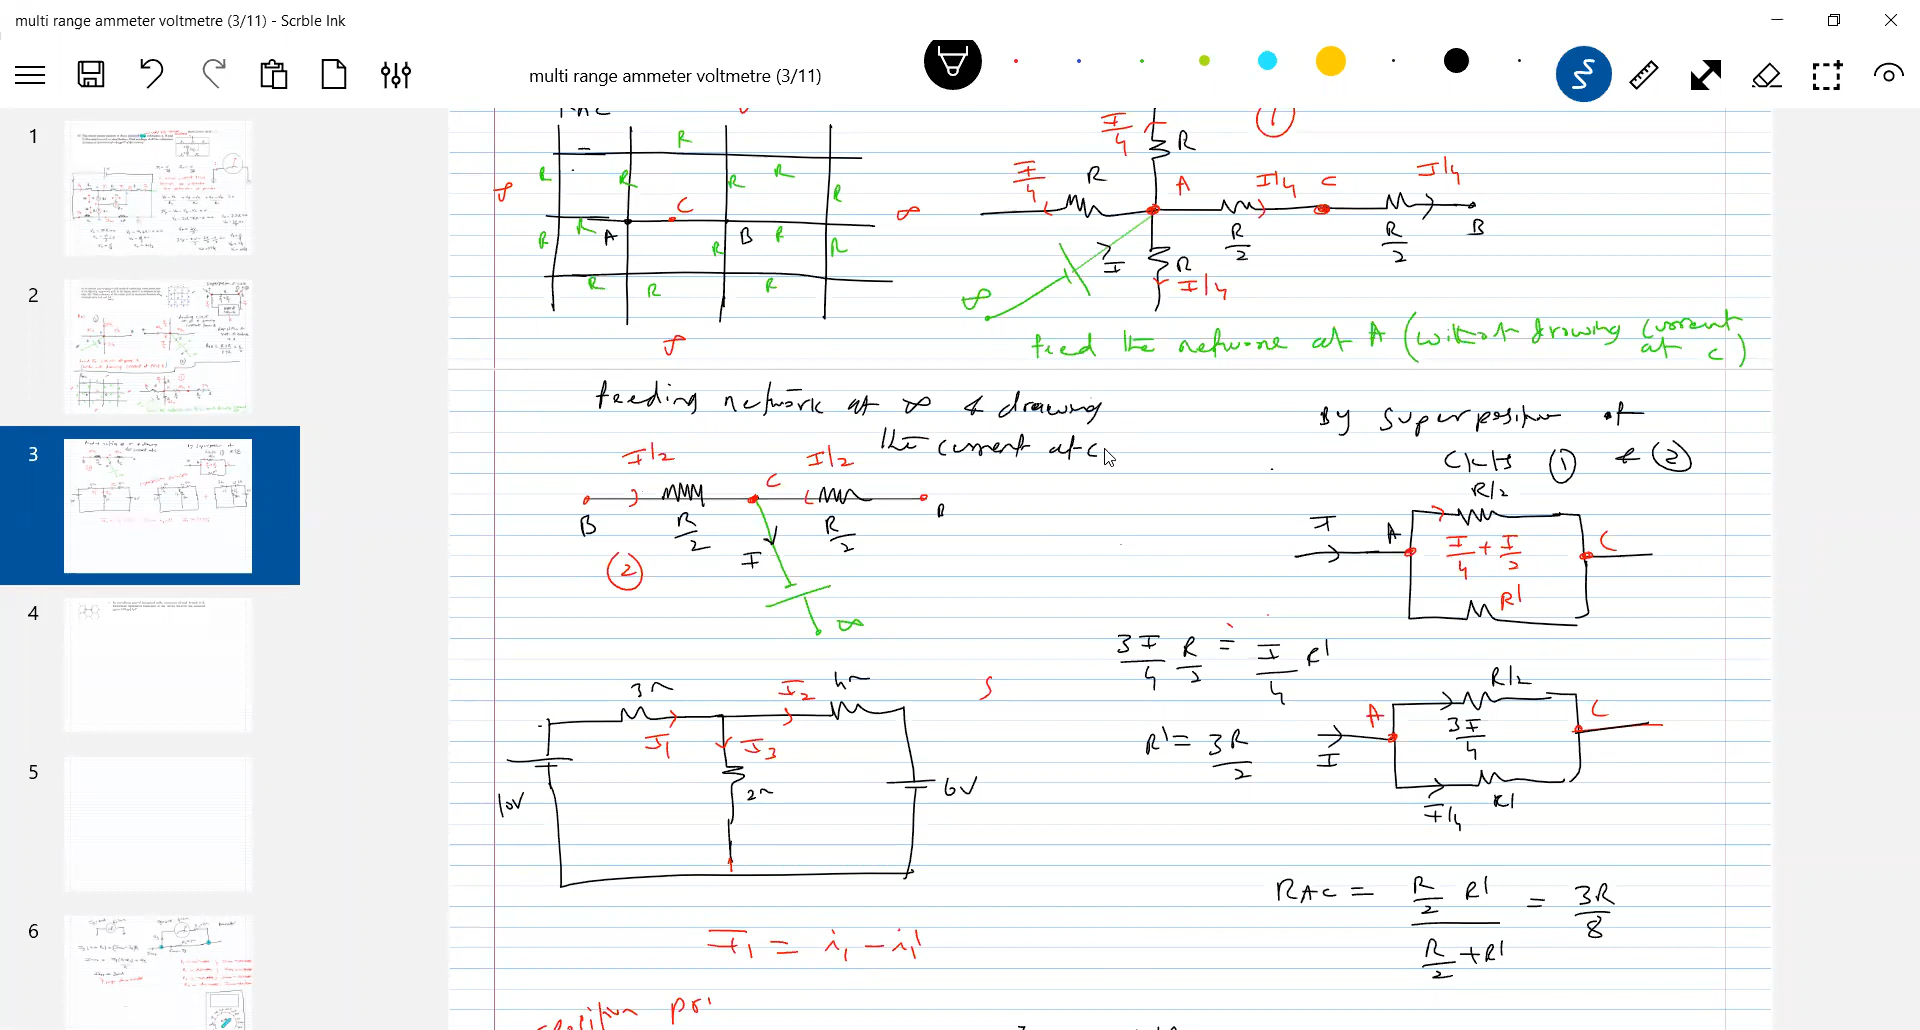 multi range ammeter voltmetre (3/11) - Scrble Ink
multi range ammeter voltmetre (3/11)
1
2
3
4
5
6
R R R R R R R R R R R R R
A B C
∞ ∞ ∞
①
I/4 R
I/4 R A I/4 C I/4
R/2 R/2 B
I R I/4
∞
feed the network at A (without drawing current at C)
feeding network at ∞ & drawing
the current at C
I/2 I/2
C
B R/2 R/2
② I
∞
By superposition of
Ckts ① & ②
R/2
I A I/4 + I/2 C
R'
3I/4 R/2 = I/4 R'
R' = 3R/2
R/2
A 3I/4 C
I
I/4 R'
RAC = R/2 R' / R/2 + R' = 3R/8
3Ω I2 4Ω
I1 I3
10V 2Ω 6V
S
I1 = i1 - i1'